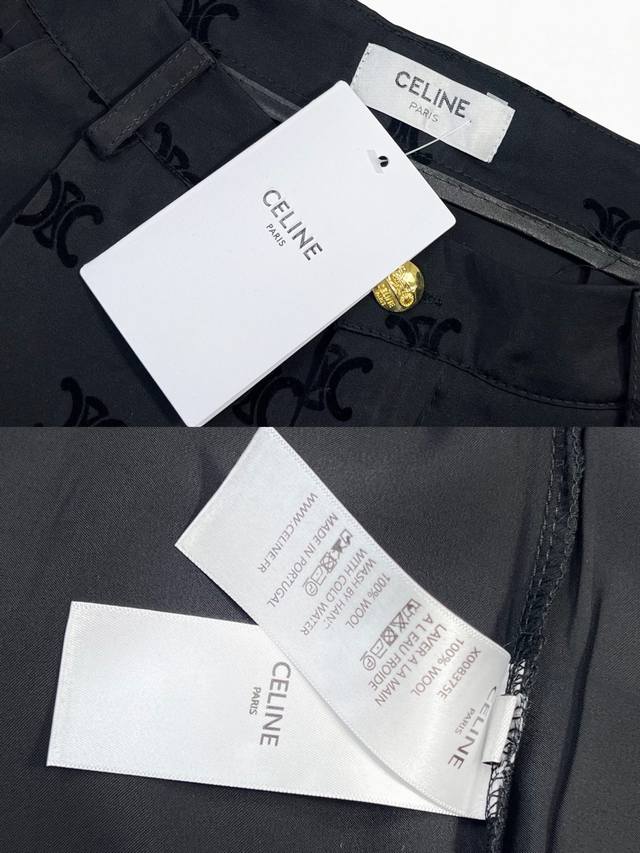 CELINE
PARIS
CELINE
PARIS
X00837SE
100% WOOL
LAVER A LA MAIN
A L EAU FROIDE
100% WOOL
WASH BY HAN
WITH COLD WATER
MADE IN PORTUGAL
WWW.CELINE.FR
CELINE
PARIS
CELINE
PARIS